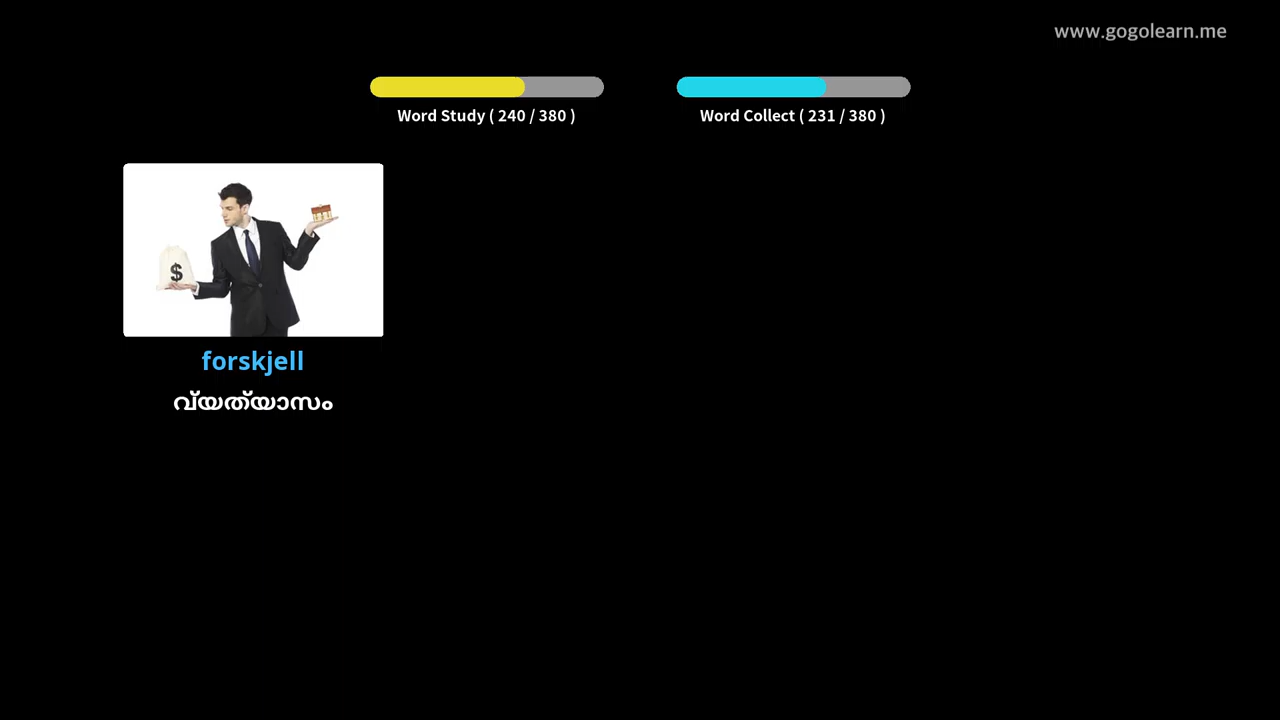 www.gogolearn.me
Word Study ( 240 / 380 )
Word Collect ( 231 / 380 )
$
forskjell
വ്യത്യാസം